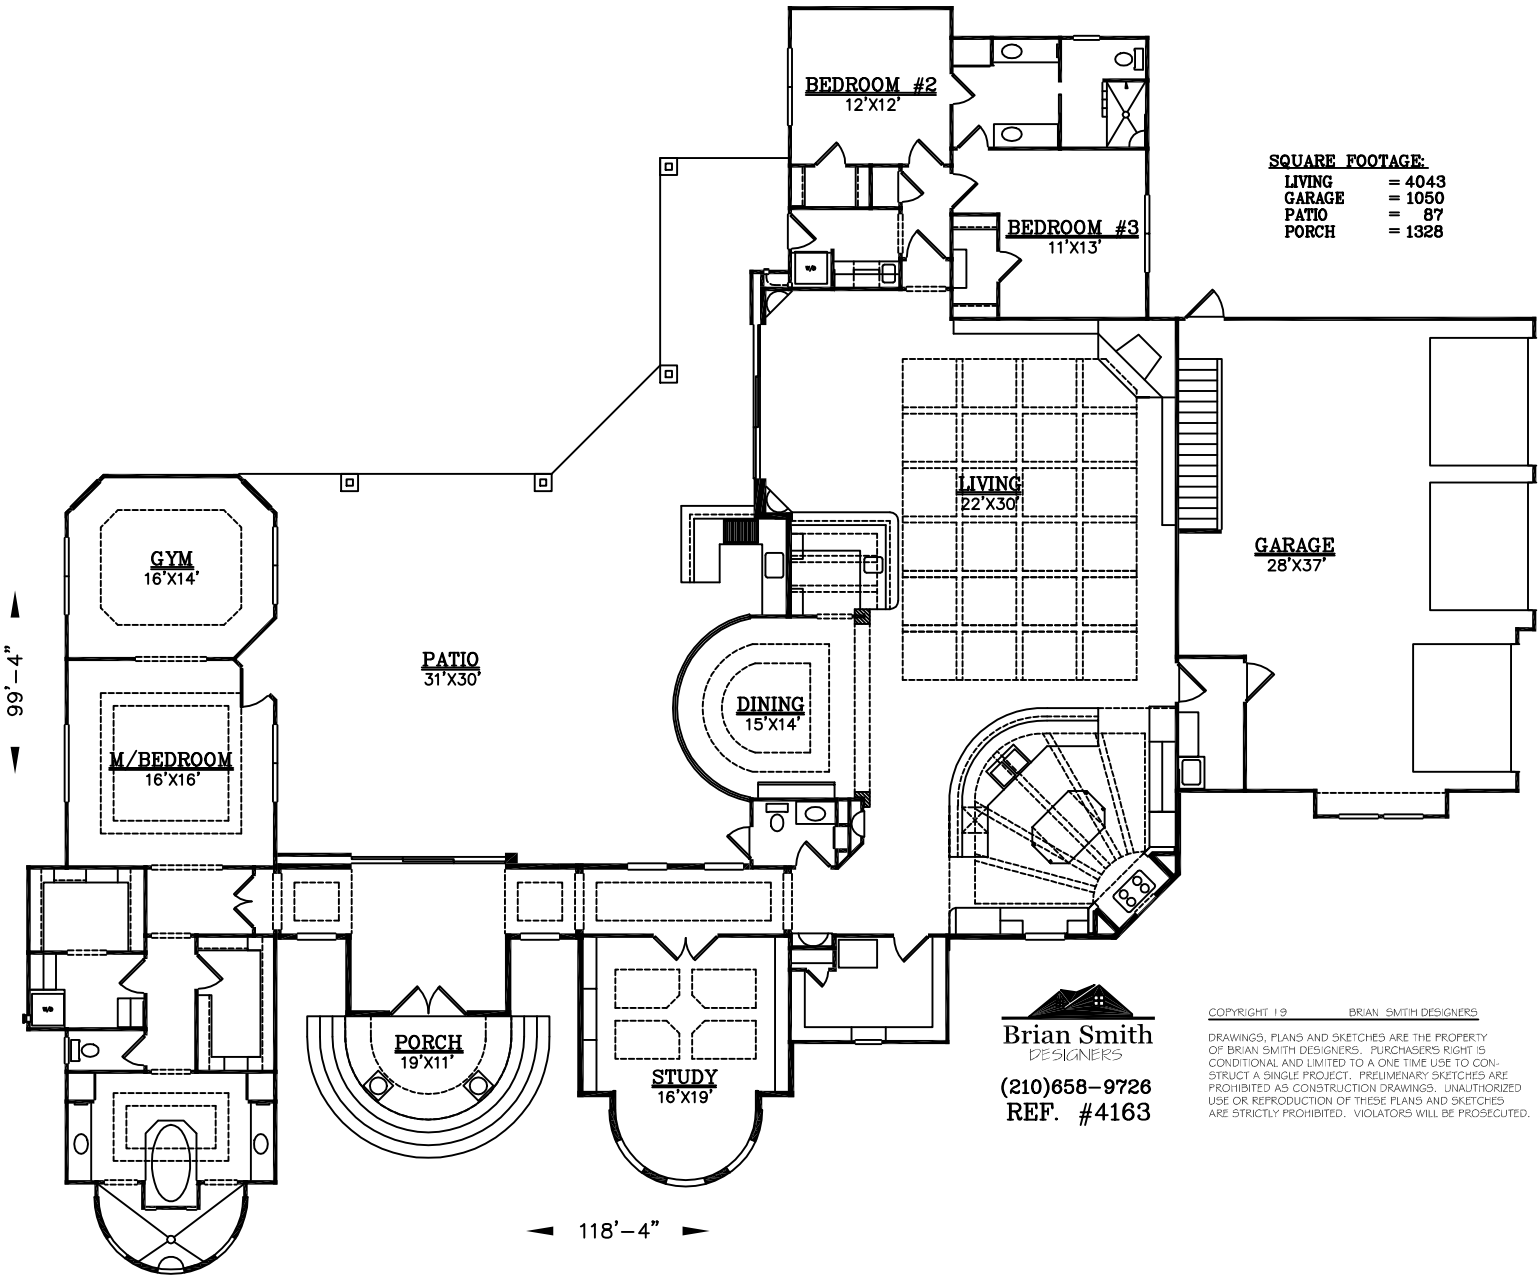 BEDROOM #2
12'X12'
SQUARE FOOTAGE:
LIVING = 4043
GARAGE = 1050
PATIO = 87
PORCH = 1328
BEDROOM #3
11'X13'
W/D
LIVING
22'X30'
GARAGE
28'X37'
GYM
16'X14'
PATIO
31'X30'
99'-4"
DINING
15'X14'
M/BEDROOM
16'X16'
W/D
PORCH
19'X11'
STUDY
16'X19'
118'-4"
Brian Smith
DESIGNERS
(210)658-9726
REF. #4163
COPYRIGHT 19 BRIAN SMITH DESIGNERS
DRAWINGS, PLANS AND SKETCHES ARE THE PROPERTY
OF BRIAN SMITH DESIGNERS. PURCHASER'S RIGHT IS
CONDITIONAL AND LIMITED TO A ONE TIME USE TO CON-
STRUCT A SINGLE PROJECT. PRELIMENARY SKETCHES ARE
PROHIBITED AS CONSTRUCTION DRAWINGS. UNAUTHORIZED
USE OR REPRODUCTION OF THESE PLANS AND SKETCHES
ARE STRICTLY PROHIBITED. VIOLATORS WILL BE PROSECUTED.